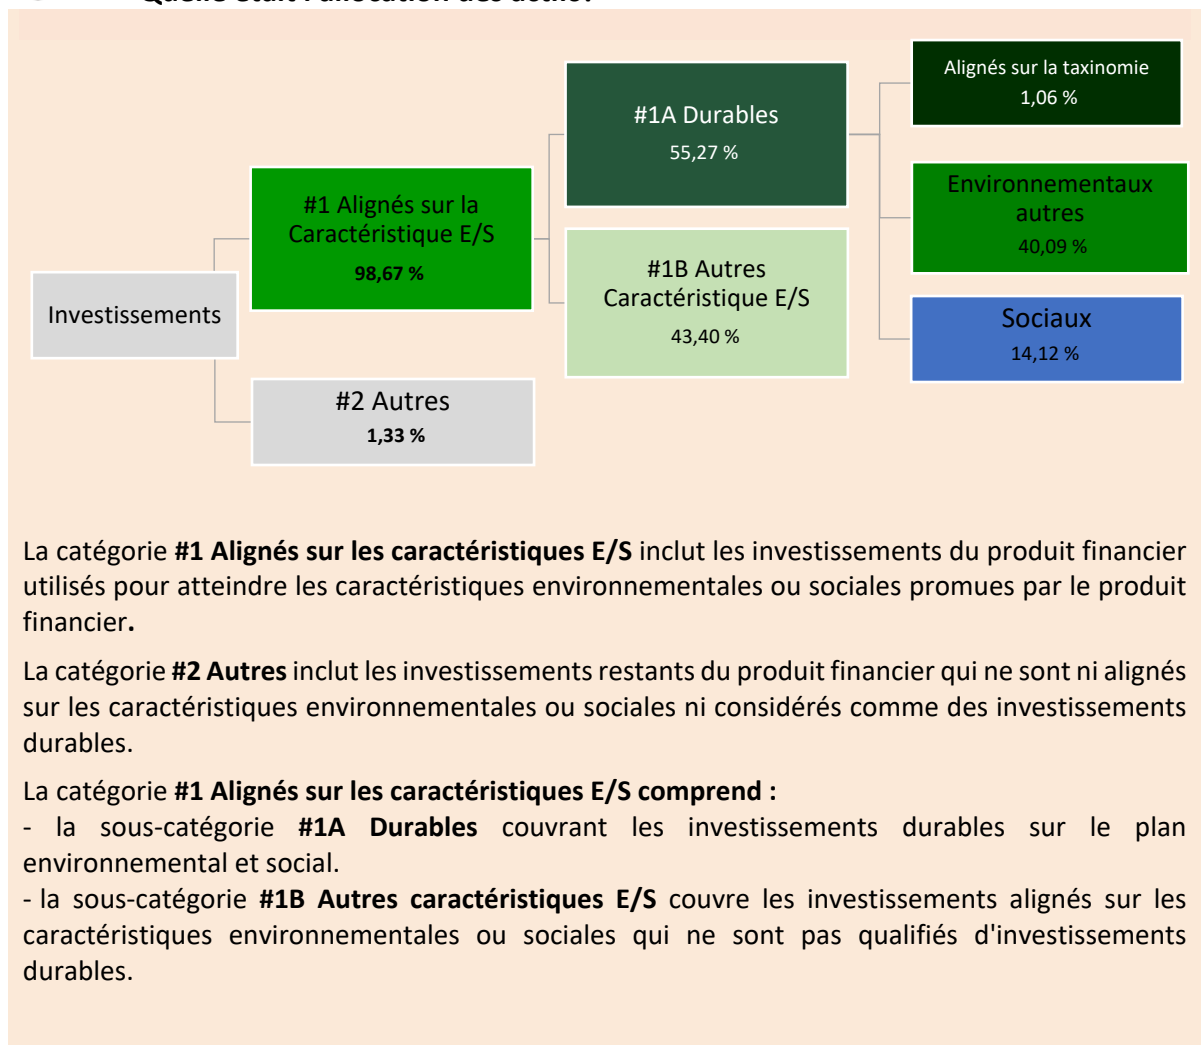 Quelle était l'allocation des actifs?
Alignés sur la taxinomie
1,06 %
#1A Durables
55,27 %
Environnementaux
autres
40,09 %
#1 Alignés sur la
Caractéristique E/S
98,67 %
#1B Autres
Caractéristique E/S
43,40 %
Investissements
Sociaux
14,12 %
#2 Autres
1,33 %
La catégorie #1 Alignés sur les caractéristiques E/S inclut les investissements du produit financier
utilisés pour atteindre les caractéristiques environnementales ou sociales promues par le produit
financier.
La catégorie #2 Autres inclut les investissements restants du produit financier qui ne sont ni alignés
sur les caractéristiques environnementales ou sociales ni considérés comme des investissements
durables.
La catégorie #1 Alignés sur les caractéristiques E/S comprend :
- la sous-catégorie #1A Durables couvrant les investissements durables sur le plan
environnemental et social.
- la sous-catégorie #1B Autres caractéristiques E/S couvre les investissements alignés sur les
caractéristiques environnementales ou sociales qui ne sont pas qualifiés d'investissements
durables.